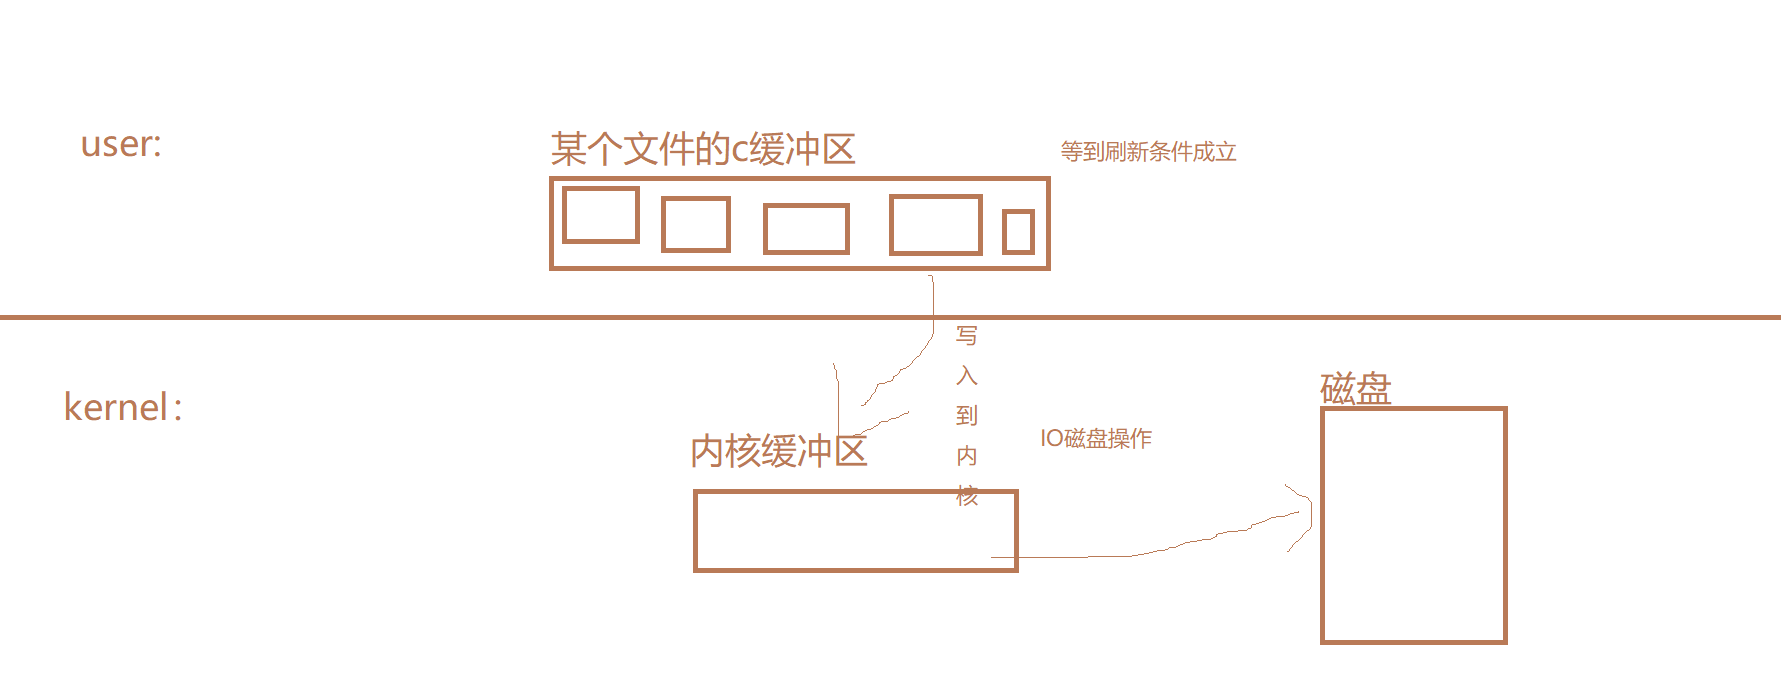 user:
某个文件的c缓冲区
等到刷新条件成立
写入到内核
kernel：
磁盘
IO磁盘操作
内核缓冲区